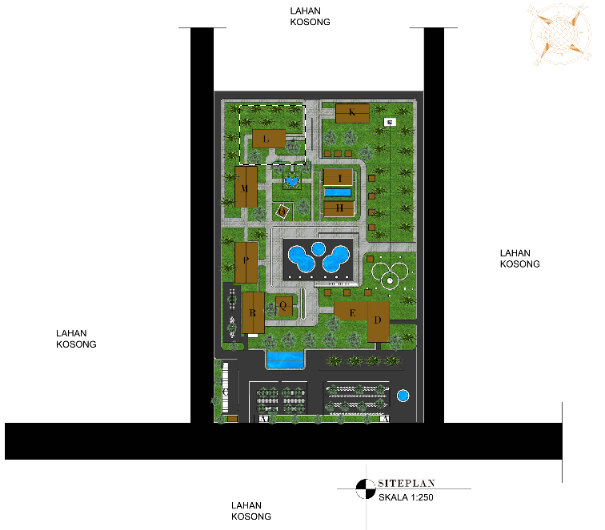 LAHAN
KOSONG
K
L
I
M
H
P
LAHAN
KOSONG
B
Q
E
D
LAHAN
KOSONG
A
A
SITEPLAN
SKALA 1:250
LAHAN
KOSONG